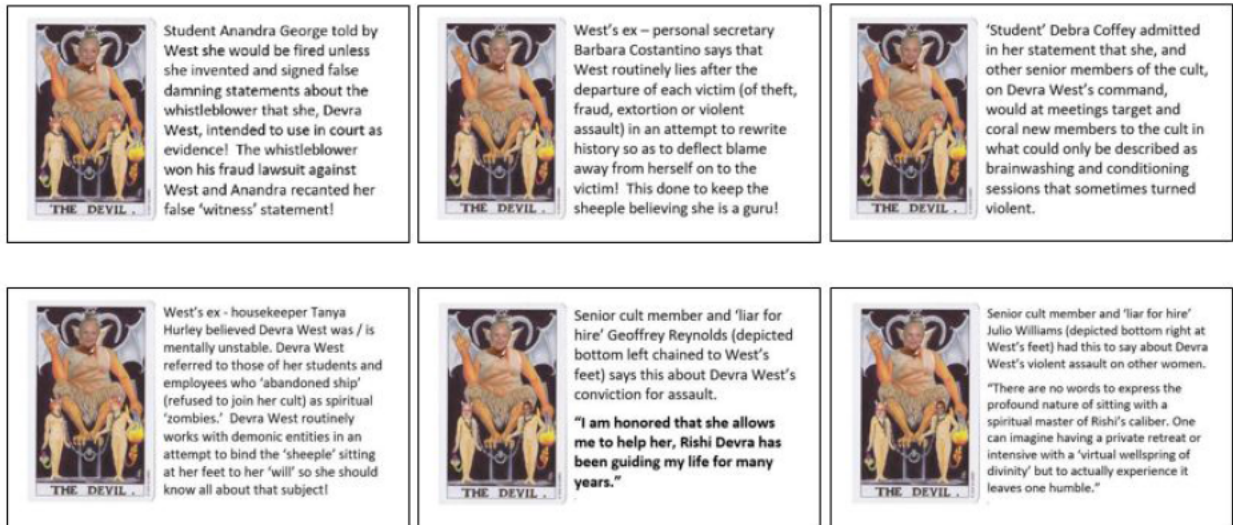 Student Anandra George told by
West she would be fired unless
she invented and signed false
damning statements about the
whistleblower that she, Devra
West, intended to use in court as
evidence! The whistleblower
won his fraud lawsuit against
West and Anandra recanted her
false ‘witness’ statement!
THE DEVIL.
West’s ex – personal secretary
Barbara Costantino says that
West routinely lies after the
departure of each victim (of theft,
fraud, extortion or violent
assault) in an attempt to rewrite
history so as to deflect blame
away from herself on to the
victim! This done to keep the
sheeple believing she is a guru!
THE DEVIL.
‘Student’ Debra Coffey admitted
in her statement that she, and
other senior members of the cult,
on Devra West’s command,
would at meetings target and
coral new members to the cult in
what could only be described as
brainwashing and conditioning
sessions that sometimes turned
violent.
THE DEVIL.
West’s ex - housekeeper Tanya
Hurley believed Devra West was / is
mentally unstable. Devra West
referred to those of her students and
employees who ‘abandoned ship’
(refused to join her cult) as spiritual
‘zombies.’ Devra West routinely
works with demonic entities in an
attempt to bind the ‘sheeple’ sitting
at her feet to her ‘will’ so she should
know all about that subject!
THE DEVIL.
Senior cult member and ‘liar for
hire’ Geoffrey Reynolds (depicted
bottom left chained to West’s
feet) says this about Devra West’s
conviction for assault.
“I am honored that she allows
me to help her, Rishi Devra has
been guiding my life for many
years.”
THE DEVIL.
Senior cult member and ‘liar for hire’
Julio Williams (depicted bottom right at
West’s feet) had this to say about Devra
West’s violent assault on other women.
“There are no words to express the
profound nature of sitting with a
spiritual master of Rishi’s caliber. One
can imagine having a private retreat or
intensive with a ‘virtual wellspring of
divinity’ but to actually experience it
leaves one humble.”
THE DEVIL.